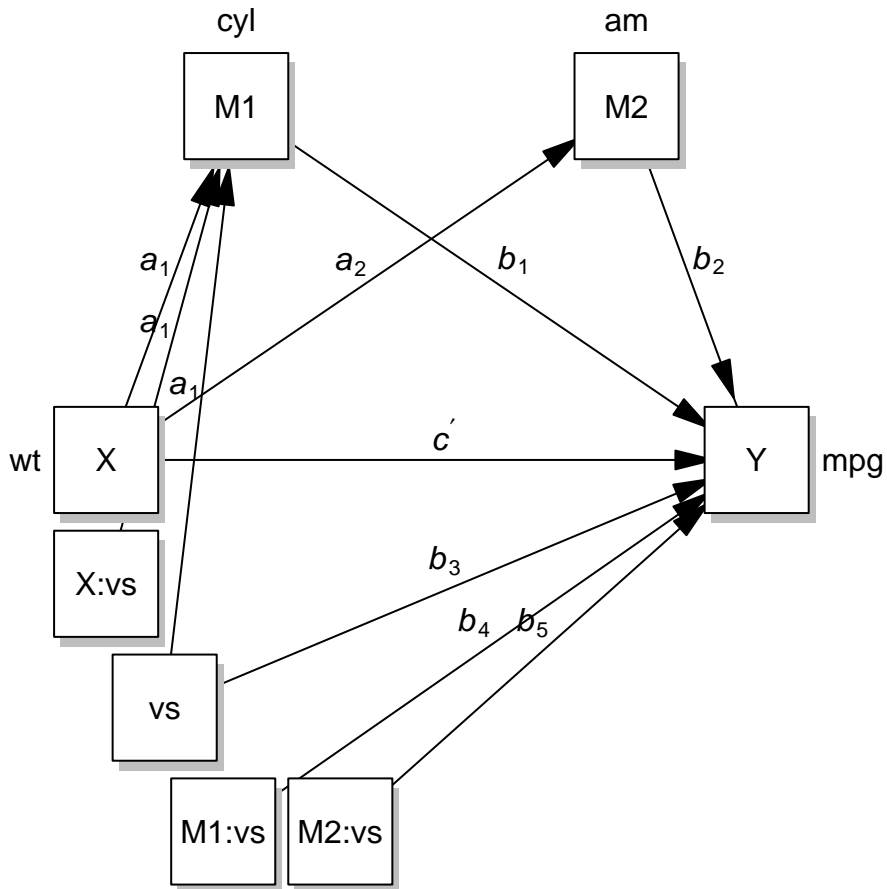 cyl
am
M1
M2
a₁
a₂
b₁
b₂
a₁
a₁
c′
wt
X
Y
mpg
b₃
X:vs
b₄
b₅
vs
M1:vs
M2:vs